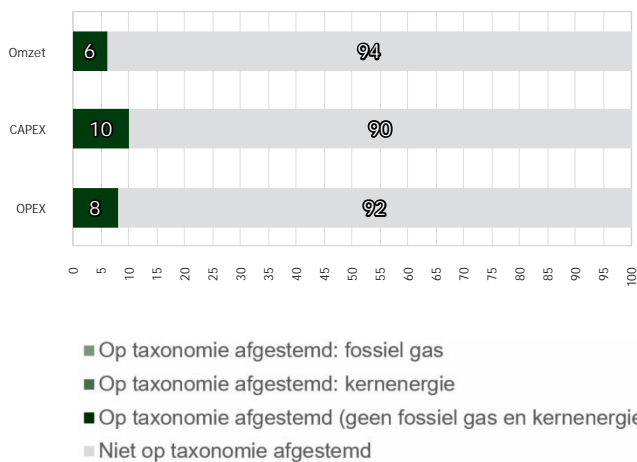 Omzet 6 94
CAPEX 10 90
OPEX 8 92
0 5 10 15 20 25 30 35 40 45 50 55 60 65 70 75 80 85 90 95 100
Op taxonomie afgestemd: fossiel gas
Op taxonomie afgestemd: kernenergie
Op taxonomie afgestemd (geen fossiel gas en kernenergie
Niet op taxonomie afgestemd